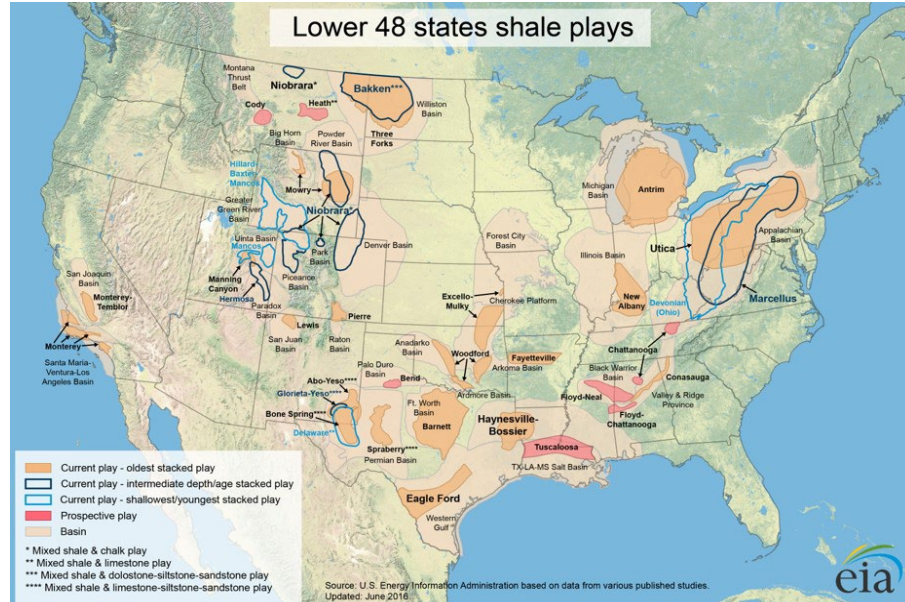 Lower 48 states shale plays
Montana
Thrust
Belt
Niobrara*
Bakken***
Cody
Heath**
Williston
Basin
Big Horn
Basin
Powder
River Basin
Three
Forks
Hilliard-
Baxter-
Mancos
Mowry
Greater
Green River
Basin
Niobrara*
Michigan
Basin
Antrim
Uinta Basin
Mancos
Park
Basin
Denver Basin
Forest City
Basin
Illinois Basin
Utica
Appalachian
Basin
San Joaquin
Basin
Manning
Canyon
Piceance
Basin
Hermosa
Monterey-
Temblor
Paradox
Basin
Excello-
Mulky
Cherokee Platform
New
Albany
Devonian
(Ohio)
Marcellus
Lewis
Pierre
Monterey
San Juan
Basin
Raton
Basin
Anadarko
Basin
Woodford
Fayetteville
Arkoma Basin
Chattanooga
Santa Maria-
Ventura-Los
Angeles Basin
Palo Duro
Basin
Bend
Black Warrior
Basin
Conasauga
Abo-Yeso****
Glorieta-Yeso****
Ardmore Basin
Floyd-Neal
Valley & Ridge
Province
Bone Spring****
Ft. Worth
Basin
Haynesville-
Bossier
Floyd-
Chattanooga
Delaware**
Barnett
Spraberry****
Permian Basin
Tuscaloosa
TX-LA-MS Salt Basin
Eagle Ford
Western
Gulf
Current play - oldest stacked play
Current play - intermediate depth/age stacked play
Current play - shallowest/youngest stacked play
Prospective play
Basin
* Mixed shale & chalk play
** Mixed shale & limestone play
*** Mixed shale & dolostone-siltstone-sandstone play
**** Mixed shale & limestone-siltstone-sandstone play
Source: U.S. Energy Information Administration based on data from various published studies.
Updated: June 2016
eia